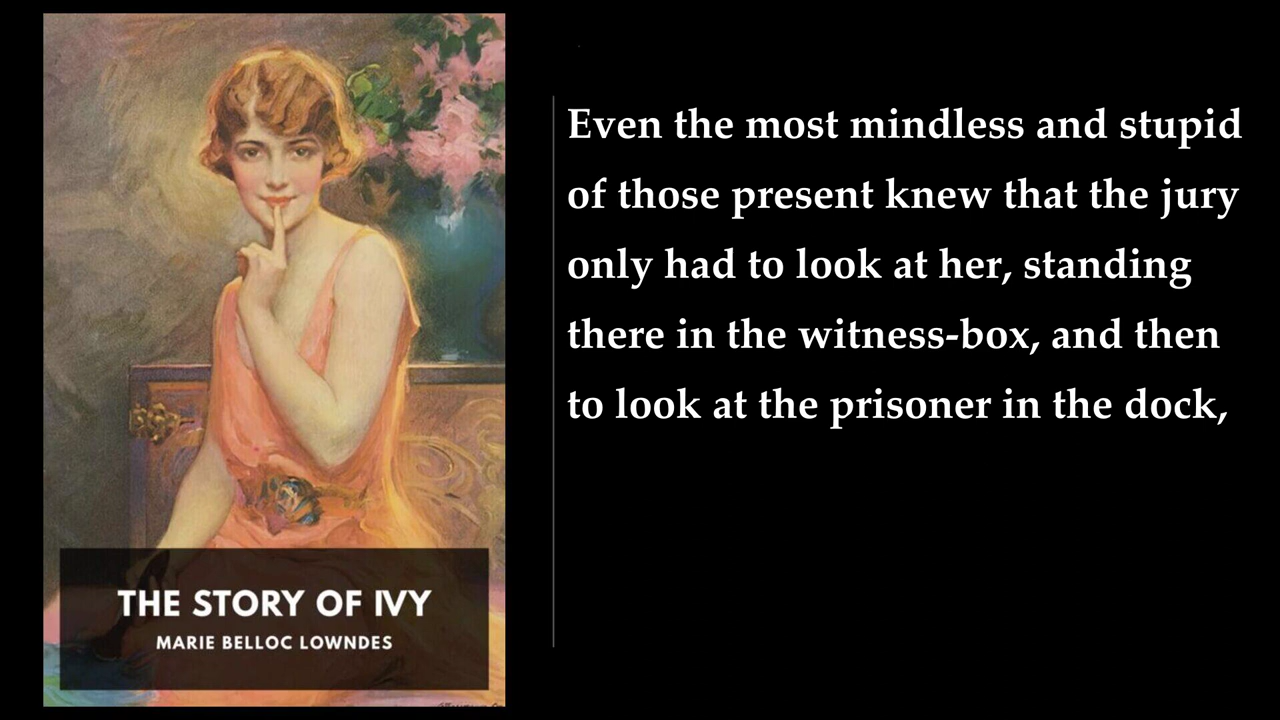 THE STORY OF IVY
MARIE BELLOC LOWNDES
Even the most mindless and stupid
of those present knew that the jury
only had to look at her, standing
there in the witness-box, and then
to look at the prisoner in the dock,